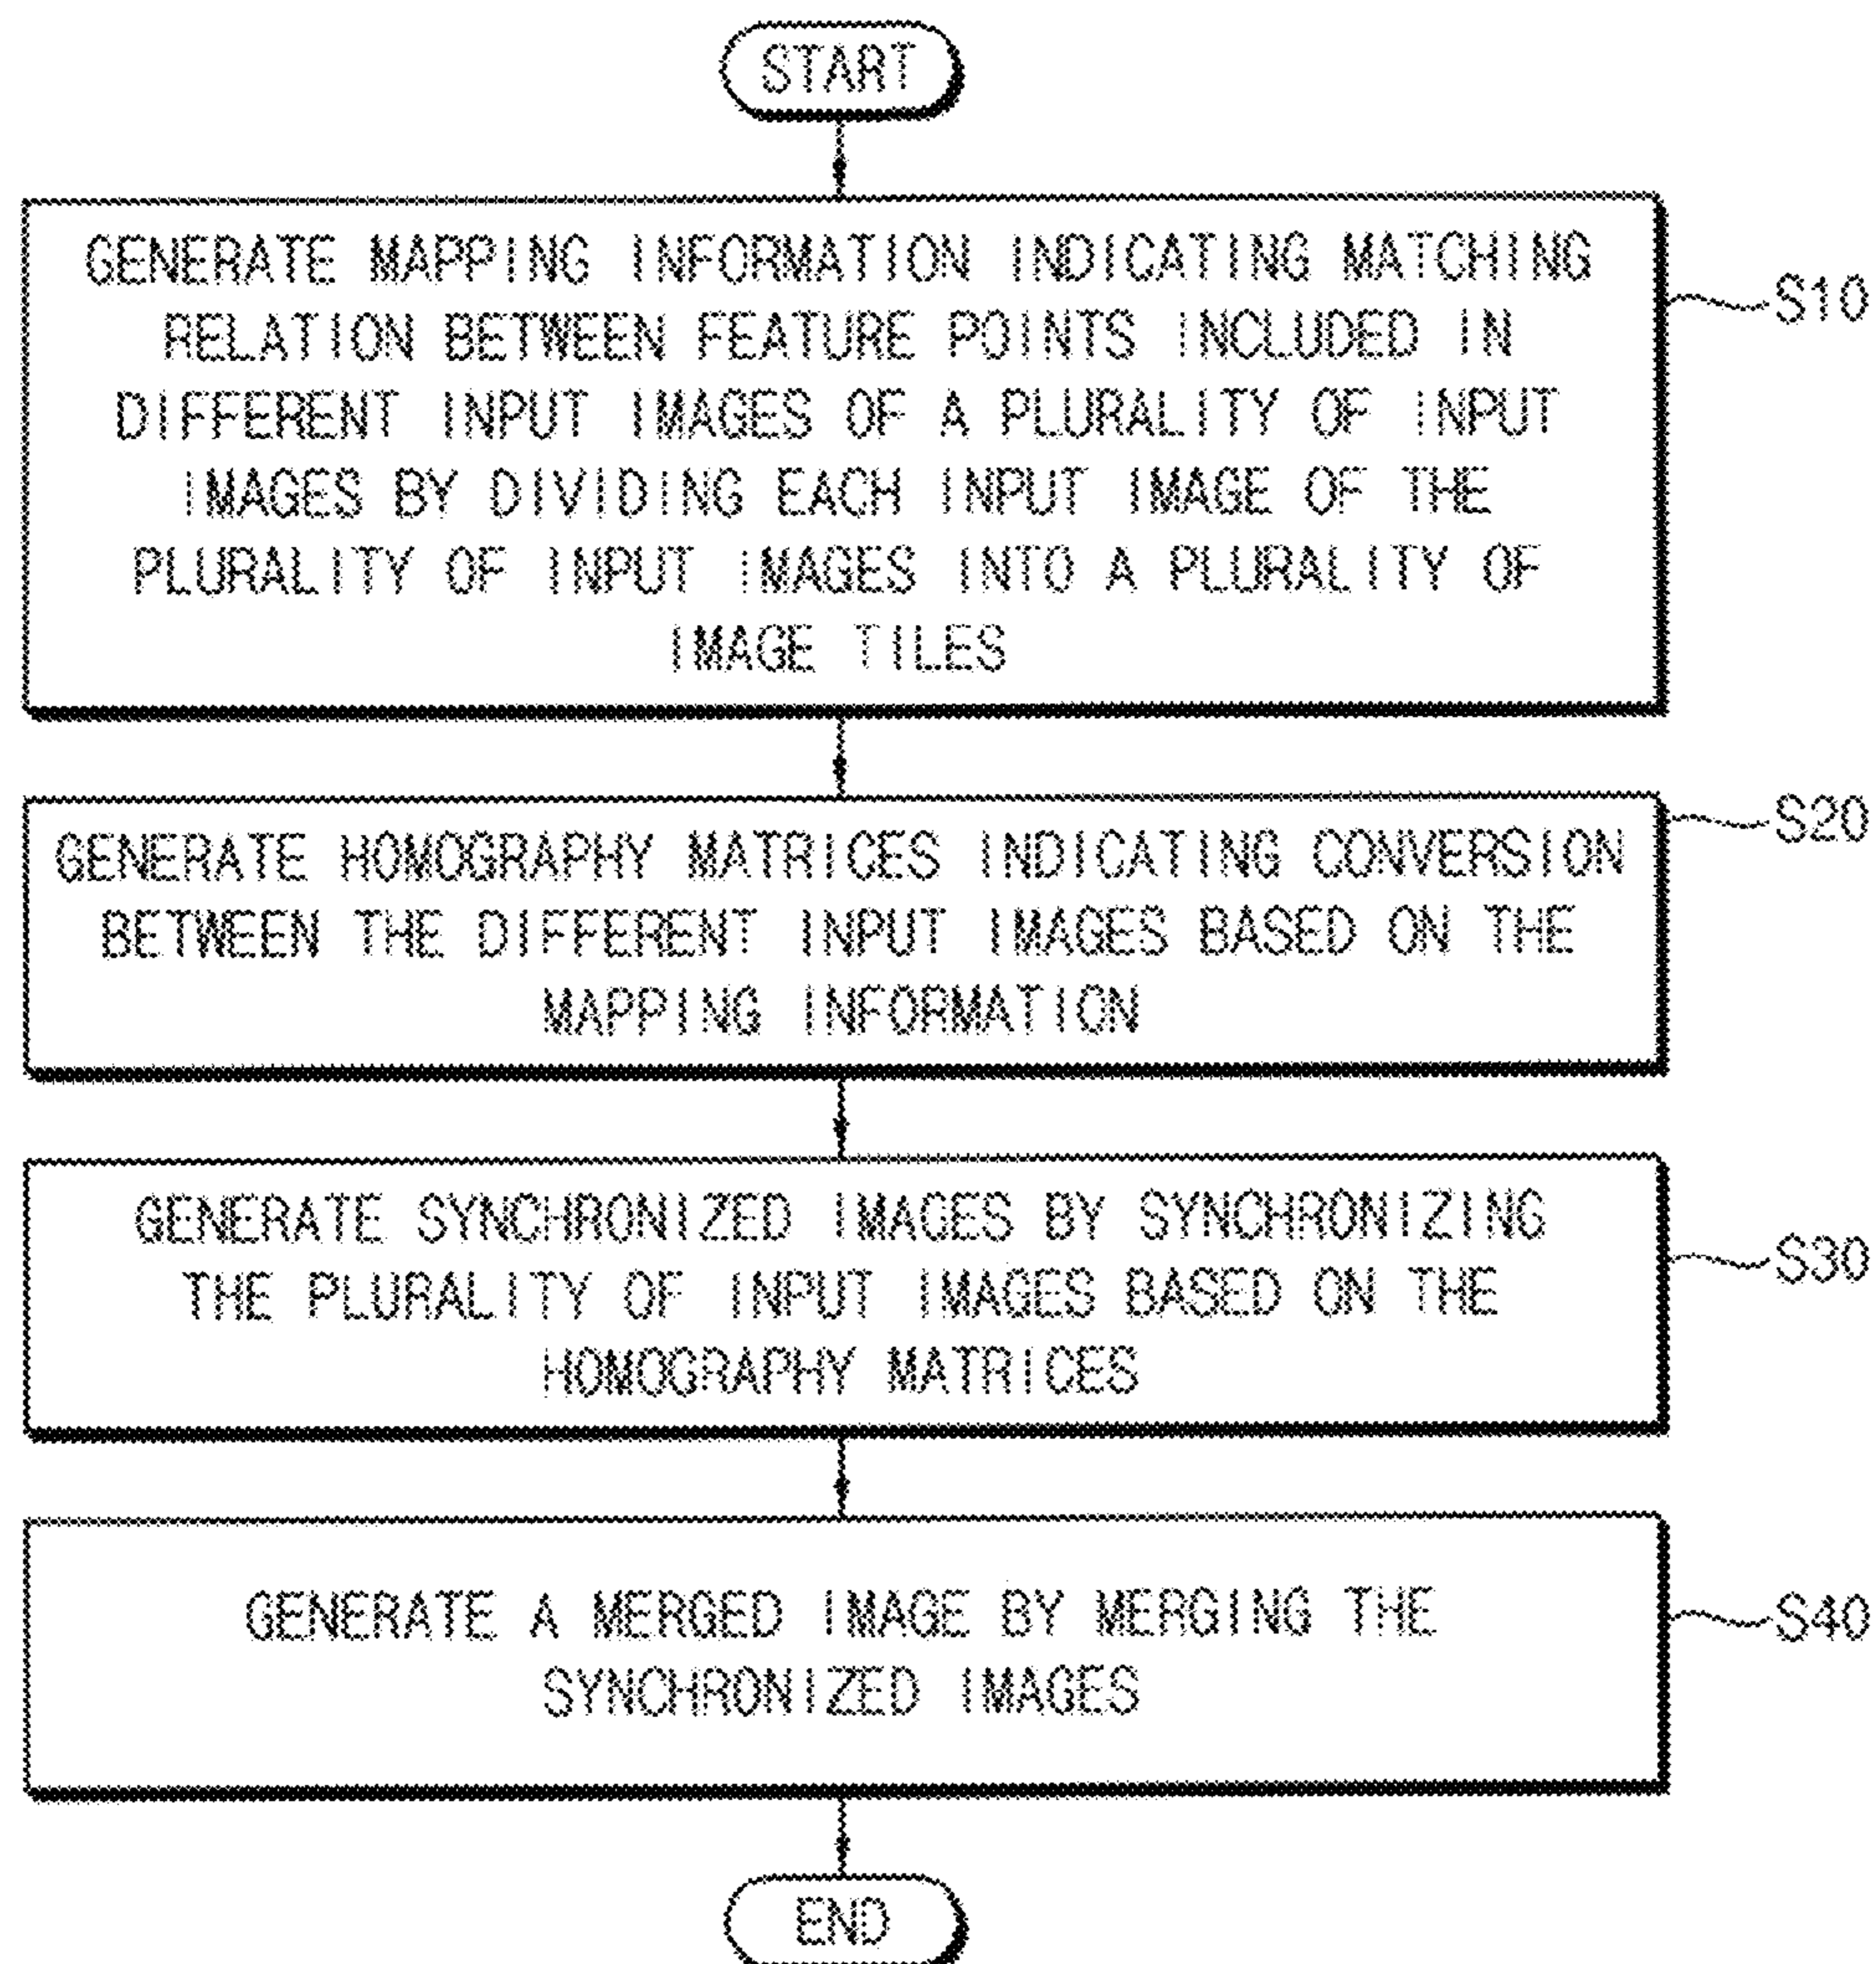 START
GENERATE MAPPING INFORMATION INDICATING MATCHING
RELATION BETWEEN FEATURE POINTS INCLUDED IN
DIFFERENT INPUT IMAGES OF A PLURALITY OF INPUT
IMAGES BY DIVIDING EACH INPUT IMAGE OF THE
PLURALITY OF INPUT IMAGES INTO A PLURALITY OF
IMAGE TILES
S10
GENERATE HOMOGRAPHY MATRICES INDICATING CONVERSION
BETWEEN THE DIFFERENT INPUT IMAGES BASED ON THE
MAPPING INFORMATION
S20
GENERATE SYNCHRONIZED IMAGES BY SYNCHRONIZING
THE PLURALITY OF INPUT IMAGES BASED ON THE
HOMOGRAPHY MATRICES
S30
GENERATE A MERGED IMAGE BY MERGING THE
SYNCHRONIZED IMAGES
S40
END